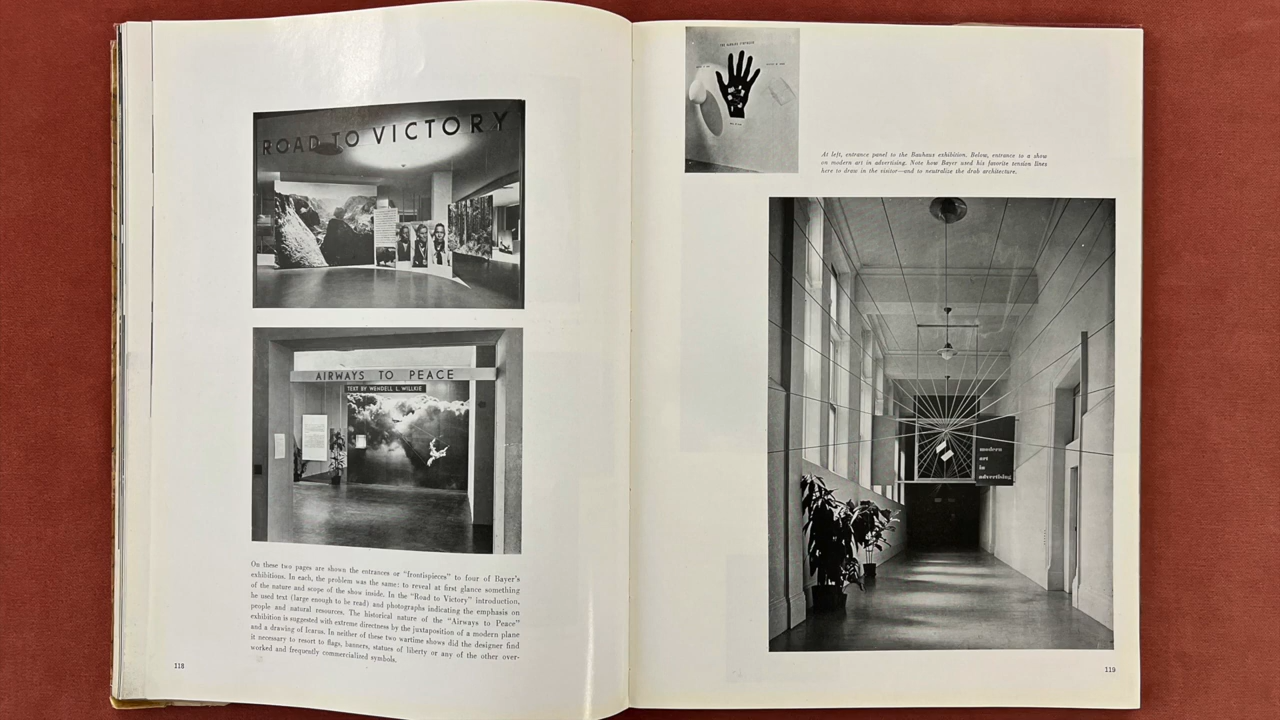 ROAD TO VICTORY
AIRWAYS TO PEACE
TEXT BY WENDELL L. WILLKIE
On these two pages are shown the entrances or "frontispieces" to four of Bayer's
exhibitions. In each, the problem was the same: to reveal at first glance something
of the nature and scope of the show inside. In the "Road to Victory" introduction,
he used text (large enough to be read) and photographs indicating the emphasis on
people and natural resources. The historical nature of the "Airways to Peace"
exhibition is suggested with extreme directness by the juxtaposition of a modern plane
and a drawing of Icarus. In neither of these two wartime shows did the designer find
it necessary to resort to flags, banners, statues of liberty or any of the other over-
worked and frequently commercialized symbols.
118
At left, entrance panel to the Bauhaus exhibition. Below, entrance to a show
on modern art in advertising. Note how Bayer used his favorite tension lines
here to draw in the visitor—and to neutralize the drab architecture.
modern
art
in
advertising
119